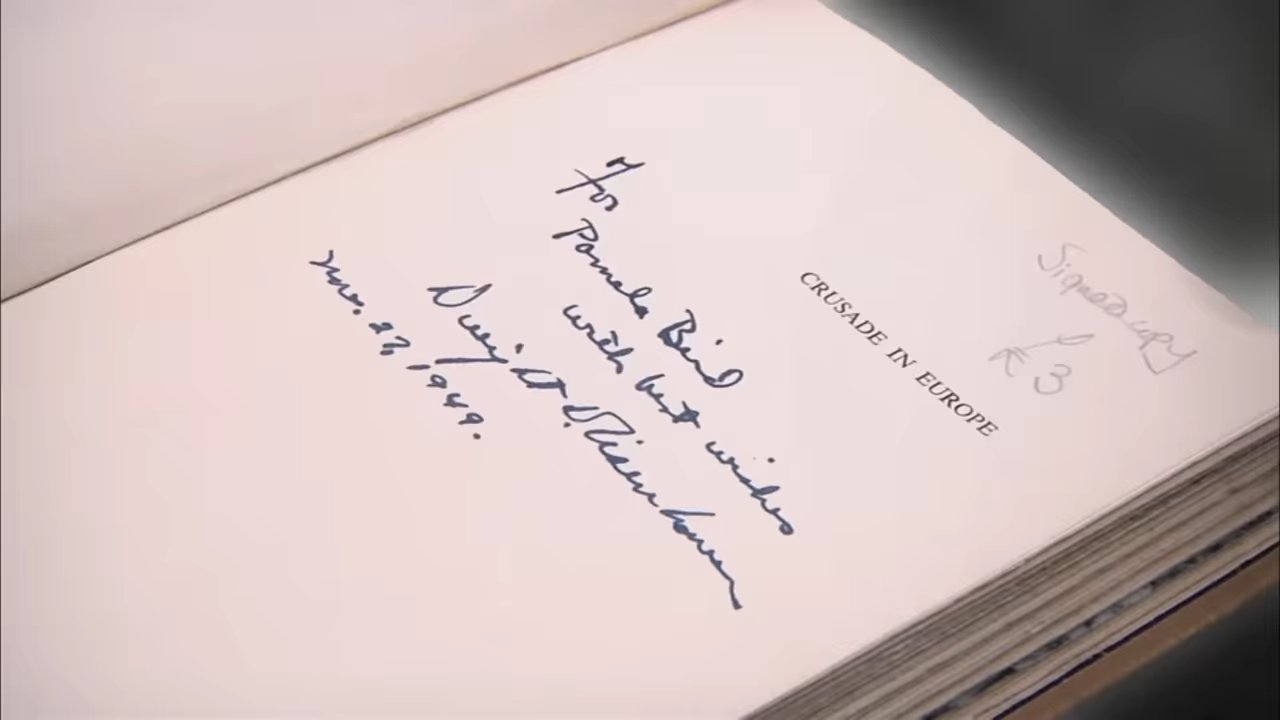 CRUSADE IN EUROPE
Signed copy
£3
For
Pamela Bird
with best wishes
Dwight D. Eisenhower
Nov. 23, 1949.